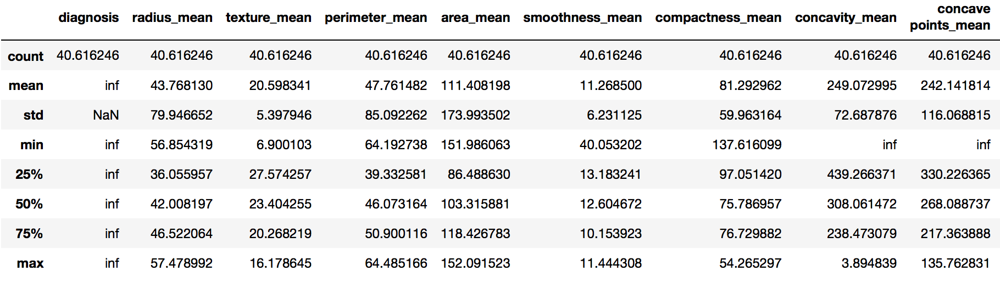 diagnosis radius_mean texture_mean perimeter_mean area_mean smoothness_mean compactness_mean concavity_mean concave points_mean
count 40.616246 40.616246 40.616246 40.616246 40.616246 40.616246 40.616246 40.616246 40.616246
mean inf 43.768130 20.598341 47.761482 111.408198 11.268500 81.292962 249.072995 242.141814
std NaN 79.946652 5.397946 85.092262 173.993502 6.231125 59.963164 72.687876 116.068815
min inf 56.854319 6.900103 64.192738 151.986063 40.053202 137.616099 inf inf
25% inf 36.055957 27.574257 39.332581 86.488630 13.183241 97.051420 439.266371 330.226365
50% inf 42.008197 23.404255 46.073164 103.315881 12.604672 75.786957 308.061472 268.088737
75% inf 46.522064 20.268219 50.900116 118.426783 10.153923 76.729882 238.473079 217.363888
max inf 57.478992 16.178645 64.485166 152.091523 11.444308 54.265297 3.894839 135.762831